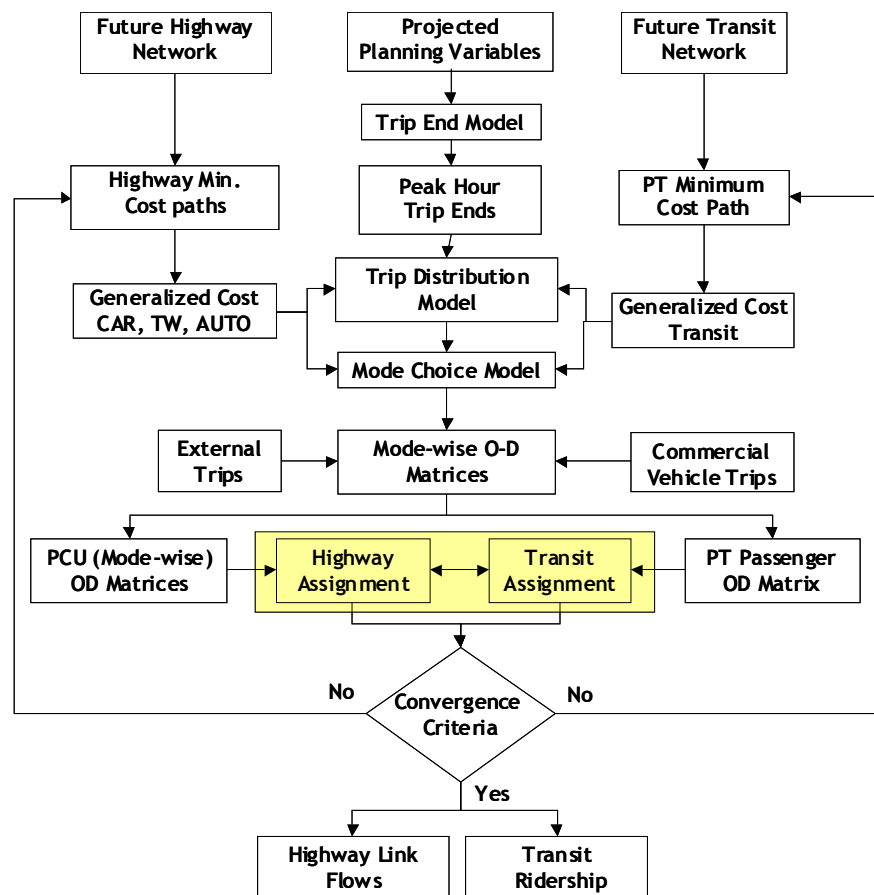 Future Highway
Network
Projected
Planning Variables
Future Transit
Network
Trip End Model
Highway Min.
Cost paths
Peak Hour
Trip Ends
PT Minimum
Cost Path
Generalized Cost
CAR, TW, AUTO
Trip Distribution
Model
Generalized Cost
Transit
Mode Choice Model
External
Trips
Mode-wise O-D
Matrices
Commercial
Vehicle Trips
PCU (Mode-wise)
OD Matrices
Highway
Assignment
Transit
Assignment
PT Passenger
OD Matrix
No
Convergence
Criteria
No
Yes
Highway Link
Flows
Transit
Ridership